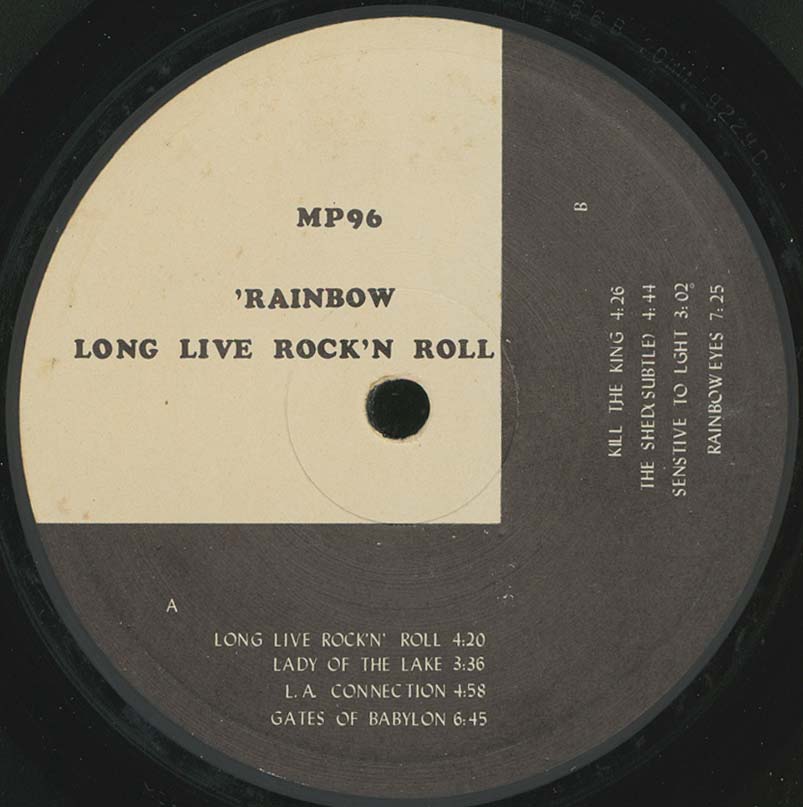 MP96
'RAINBOW
LONG LIVE ROCK'N ROLL
A
LONG LIVE ROCK'N' ROLL 4:20
LADY OF THE LAKE 3:36
L.A. CONNECTION 4:58
GATES OF BABYLON 6:45
B
KILL THE KING 4:26
THE SHED(SUBTLE) 4:44
SENSTIVE TO LGHT 3:02
RAINBOW EYES 7:25